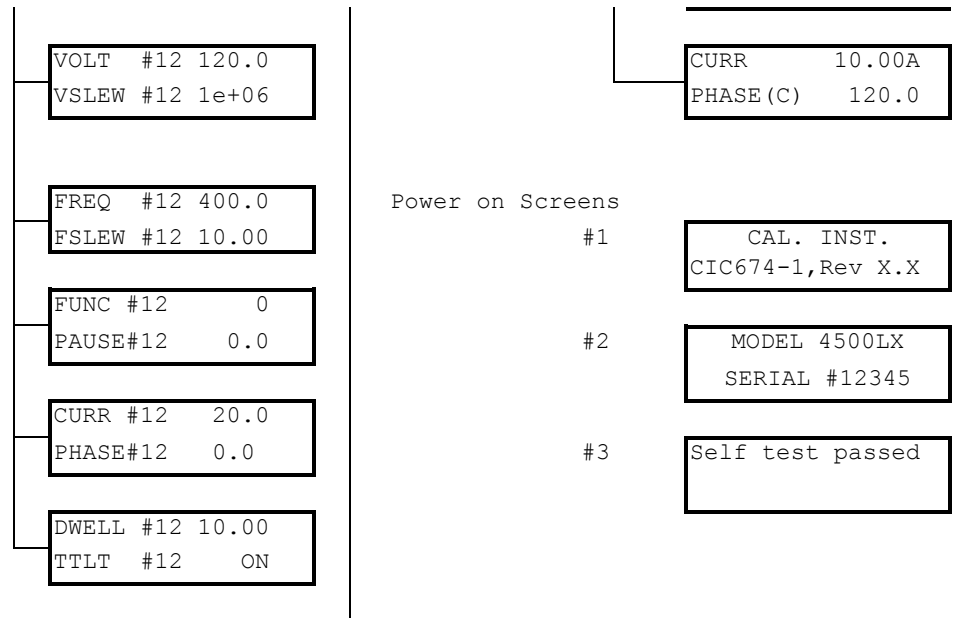 VOLT #12 120.0
VSLEW #12 1e+06
FREQ #12 400.0
FSLEW #12 10.00
FUNC #12 0
PAUSE#12 0.0
CURR #12 20.0
PHASE#12 0.0
DWELL #12 10.00
TTLT #12 ON
CURR 10.00A
PHASE(C) 120.0
Power on Screens
#1
CAL. INST.
CIC674-1,Rev X.X
#2
MODEL 4500LX
SERIAL #12345
#3
Self test passed